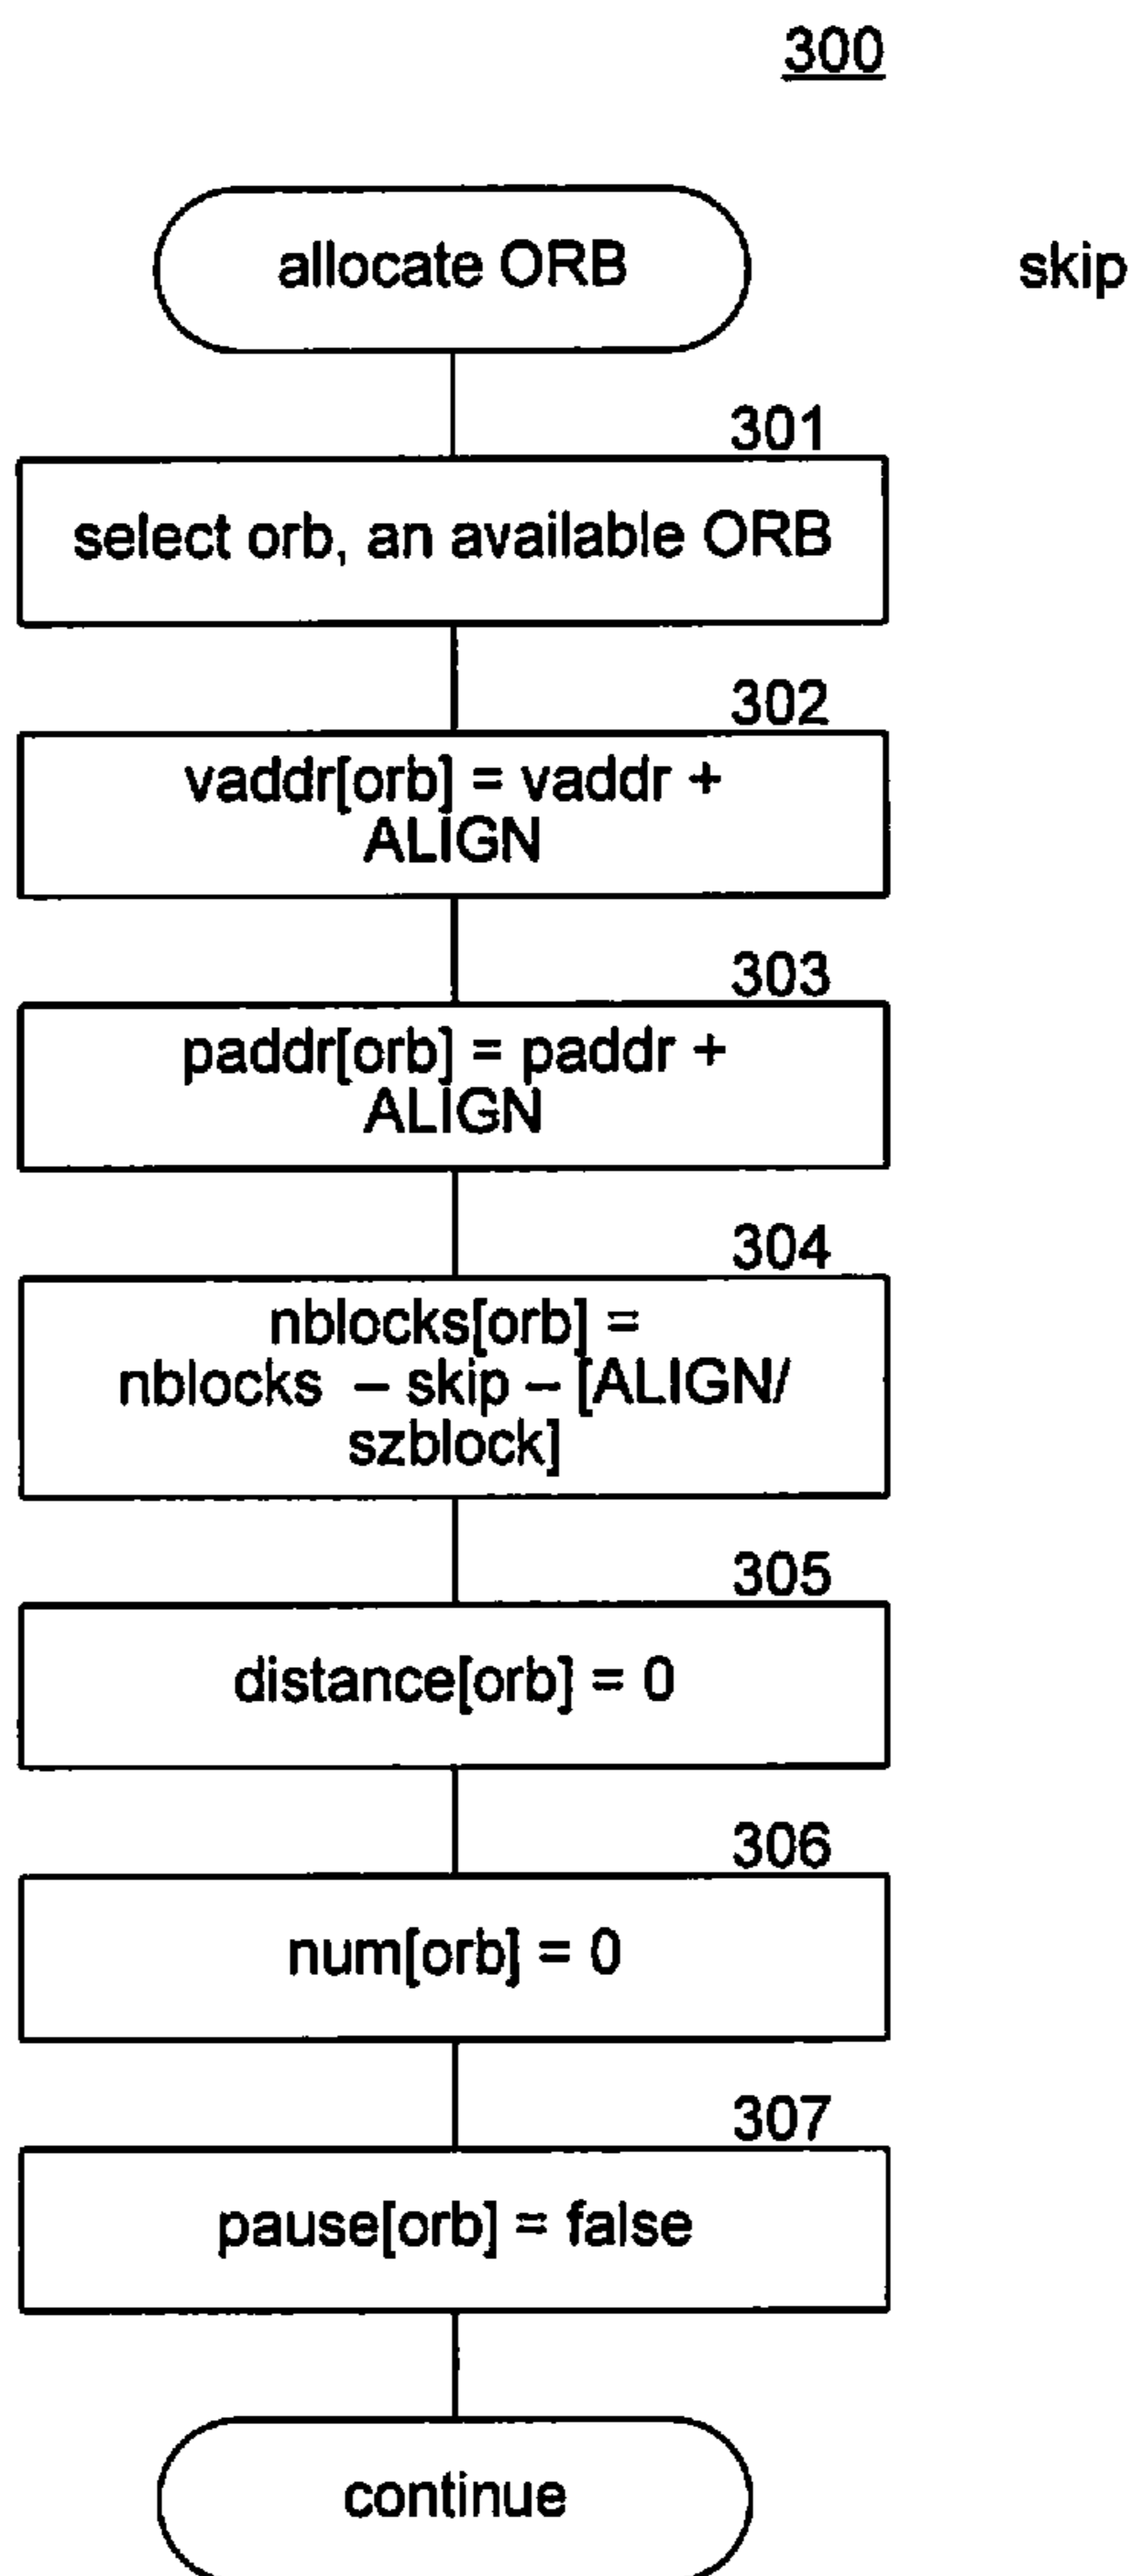 300
allocate ORB
skip
301
select orb, an available ORB
302
vaddr[orb] = vaddr +
ALIGN
303
paddr[orb] = paddr +
ALIGN
304
nblocks[orb] =
nblocks – skip – [ALIGN/
szblock]
305
distance[orb] = 0
306
num[orb] = 0
307
pause[orb] = false
continue